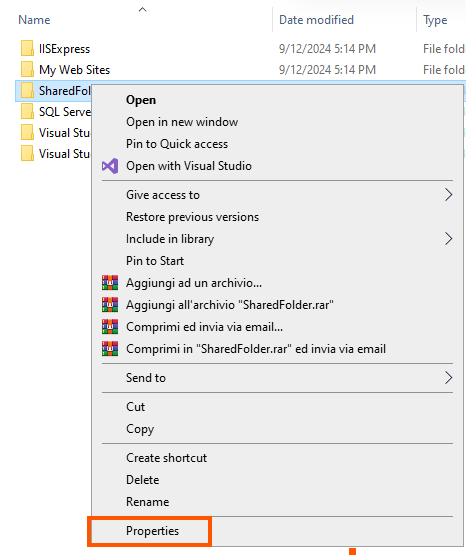 Name Date modified Type
IISExpress 9/12/2024 5:14 PM File folder
My Web Sites 9/12/2024 5:14 PM File folder
SharedFol
SQL Serve
Visual Stu
Visual Stu
Open
Open in new window
Pin to Quick access
Open with Visual Studio
Give access to
Restore previous versions
Include in library
Pin to Start
Aggiungi ad un archivio...
Aggiungi all'archivio "SharedFolder.rar"
Comprimi ed invia via email...
Comprimi in "SharedFolder.rar" ed invia via email
Send to
Cut
Copy
Create shortcut
Delete
Rename
Properties